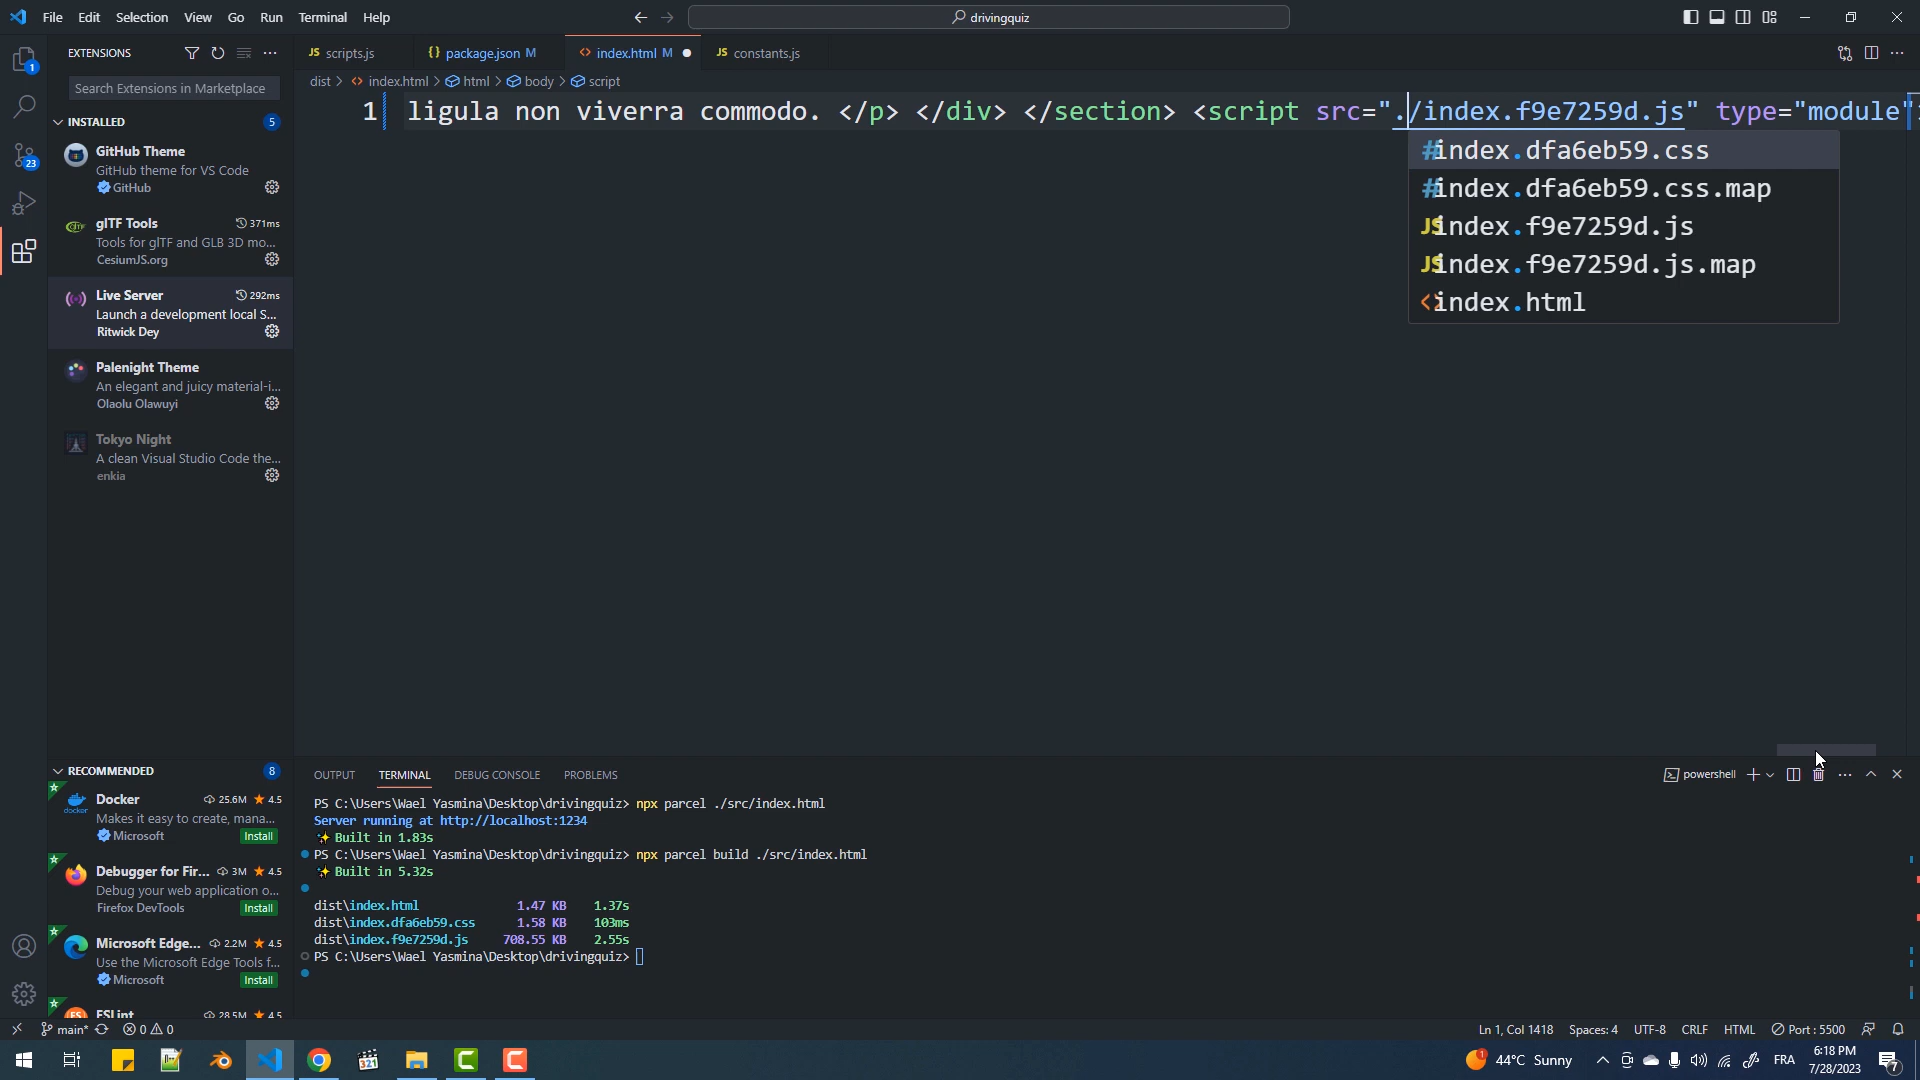 File Edit Selection View Go Run Terminal Help
drivingquiz
EXTENSIONS
JS scripts.js
{} package.json M
<> index.html M
JS constants.js
1
Search Extensions in Marketplace
dist > <> index.html > html > body > script
1 ligula non viverra commodo. </p> </div> </section> <script src="./index.f9e7259d.js" type="module"
index.dfa6eb59.css
index.dfa6eb59.css.map
index.f9e7259d.js
index.f9e7259d.js.map
index.html
INSTALLED 5
GitHub Theme
GitHub theme for VS Code
GitHub
23
glTF Tools 371ms
Tools for glTF and GLB 3D mo...
CesiumJS.org
Live Server 292ms
Launch a development local S...
Ritwick Dey
Palenight Theme
An elegant and juicy material-i...
Olaolu Olawuyi
Tokyo Night
A clean Visual Studio Code the...
enkia
RECOMMENDED 8
Docker 25.6M 4.5
Makes it easy to create, mana...
Microsoft Install
Debugger for Fir... 3M 4.5
Debug your web application o...
Firefox DevTools Install
Microsoft Edge... 2.2M 4.5
Use the Microsoft Edge Tools f...
Microsoft Install
ESLint 28.5M 4.5
OUTPUT TERMINAL DEBUG CONSOLE PROBLEMS
powershell
PS C:\Users\Wael Yasmina\Desktop\drivingquiz> npx parcel ./src/index.html
Server running at http://localhost:1234
Built in 1.83s
PS C:\Users\Wael Yasmina\Desktop\drivingquiz> npx parcel build ./src/index.html
Built in 5.32s
dist\index.html 1.47 KB 1.37s
dist\index.dfa6eb59.css 1.58 KB 103ms
dist\index.f9e7259d.js 708.55 KB 2.55s
PS C:\Users\Wael Yasmina\Desktop\drivingquiz>
main* 0 0
Ln 1, Col 1418 Spaces: 4 UTF-8 CRLF HTML Port : 5500
321
1 44°C Sunny
FRA
6:18 PM
7/28/2023
7